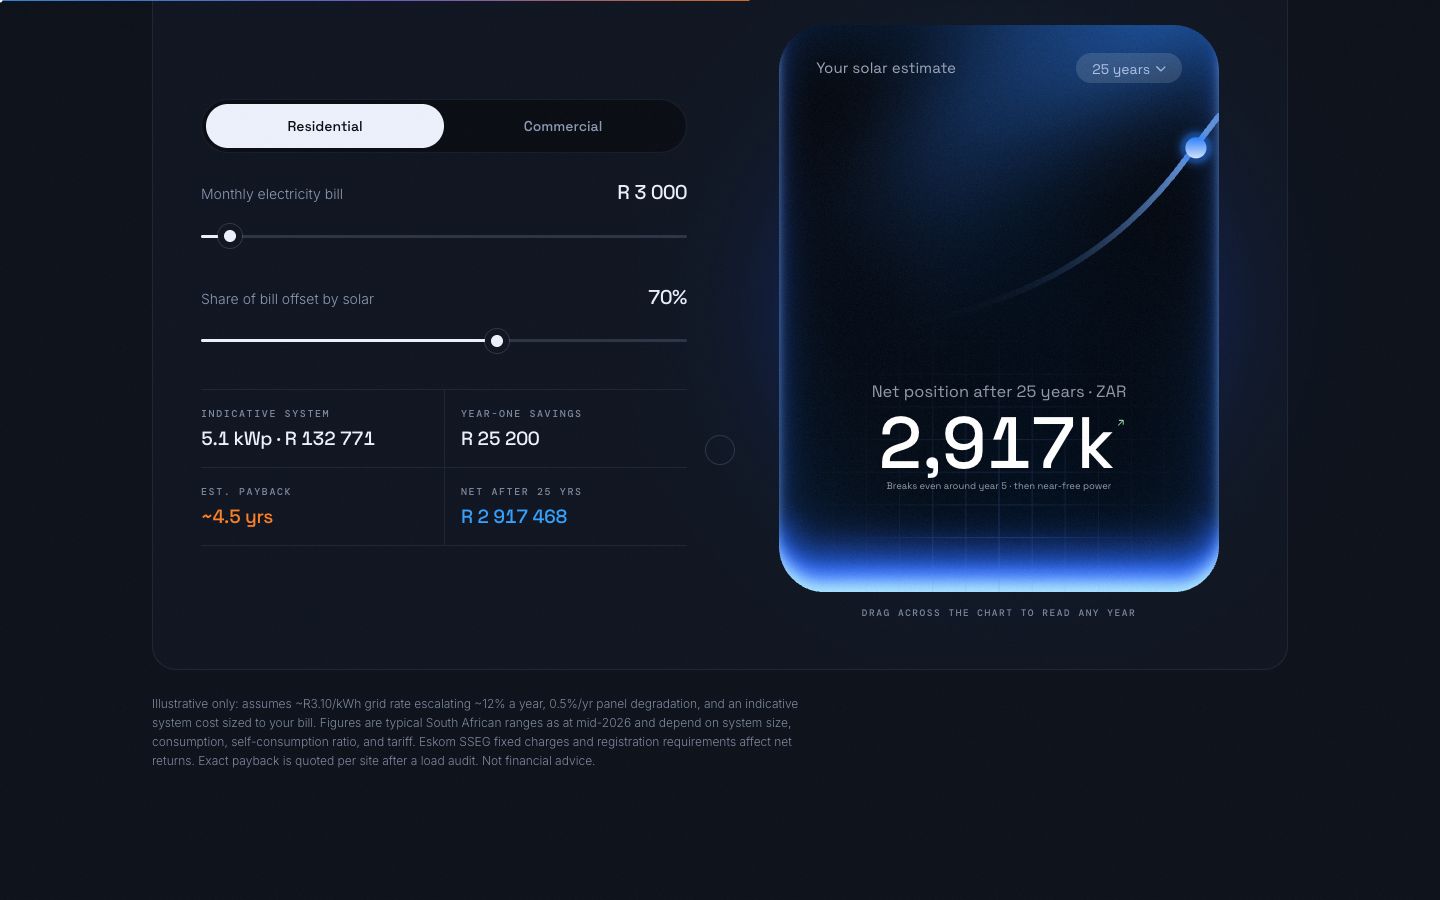 Your solar estimate
25 years
Residential
Commercial
Monthly electricity bill
R 3 000
Share of bill offset by solar
70%
INDICATIVE SYSTEM
5.1 kWp · R 132 771
YEAR-ONE SAVINGS
R 25 200
EST. PAYBACK
~4.5 yrs
NET AFTER 25 YRS
R 2 917 468
Net position after 25 years · ZAR
2,917k
Breaks even around year 5 · then near-free power
DRAG ACROSS THE CHART TO READ ANY YEAR
Illustrative only: assumes ~R3.10/kWh grid rate escalating ~12% a year, 0.5%/yr panel degradation, and an indicative
system cost sized to your bill. Figures are typical South African ranges as at mid-2026 and depend on system size,
consumption, self-consumption ratio, and tariff. Eskom SSEG fixed charges and registration requirements affect net
returns. Exact payback is quoted per site after a load audit. Not financial advice.